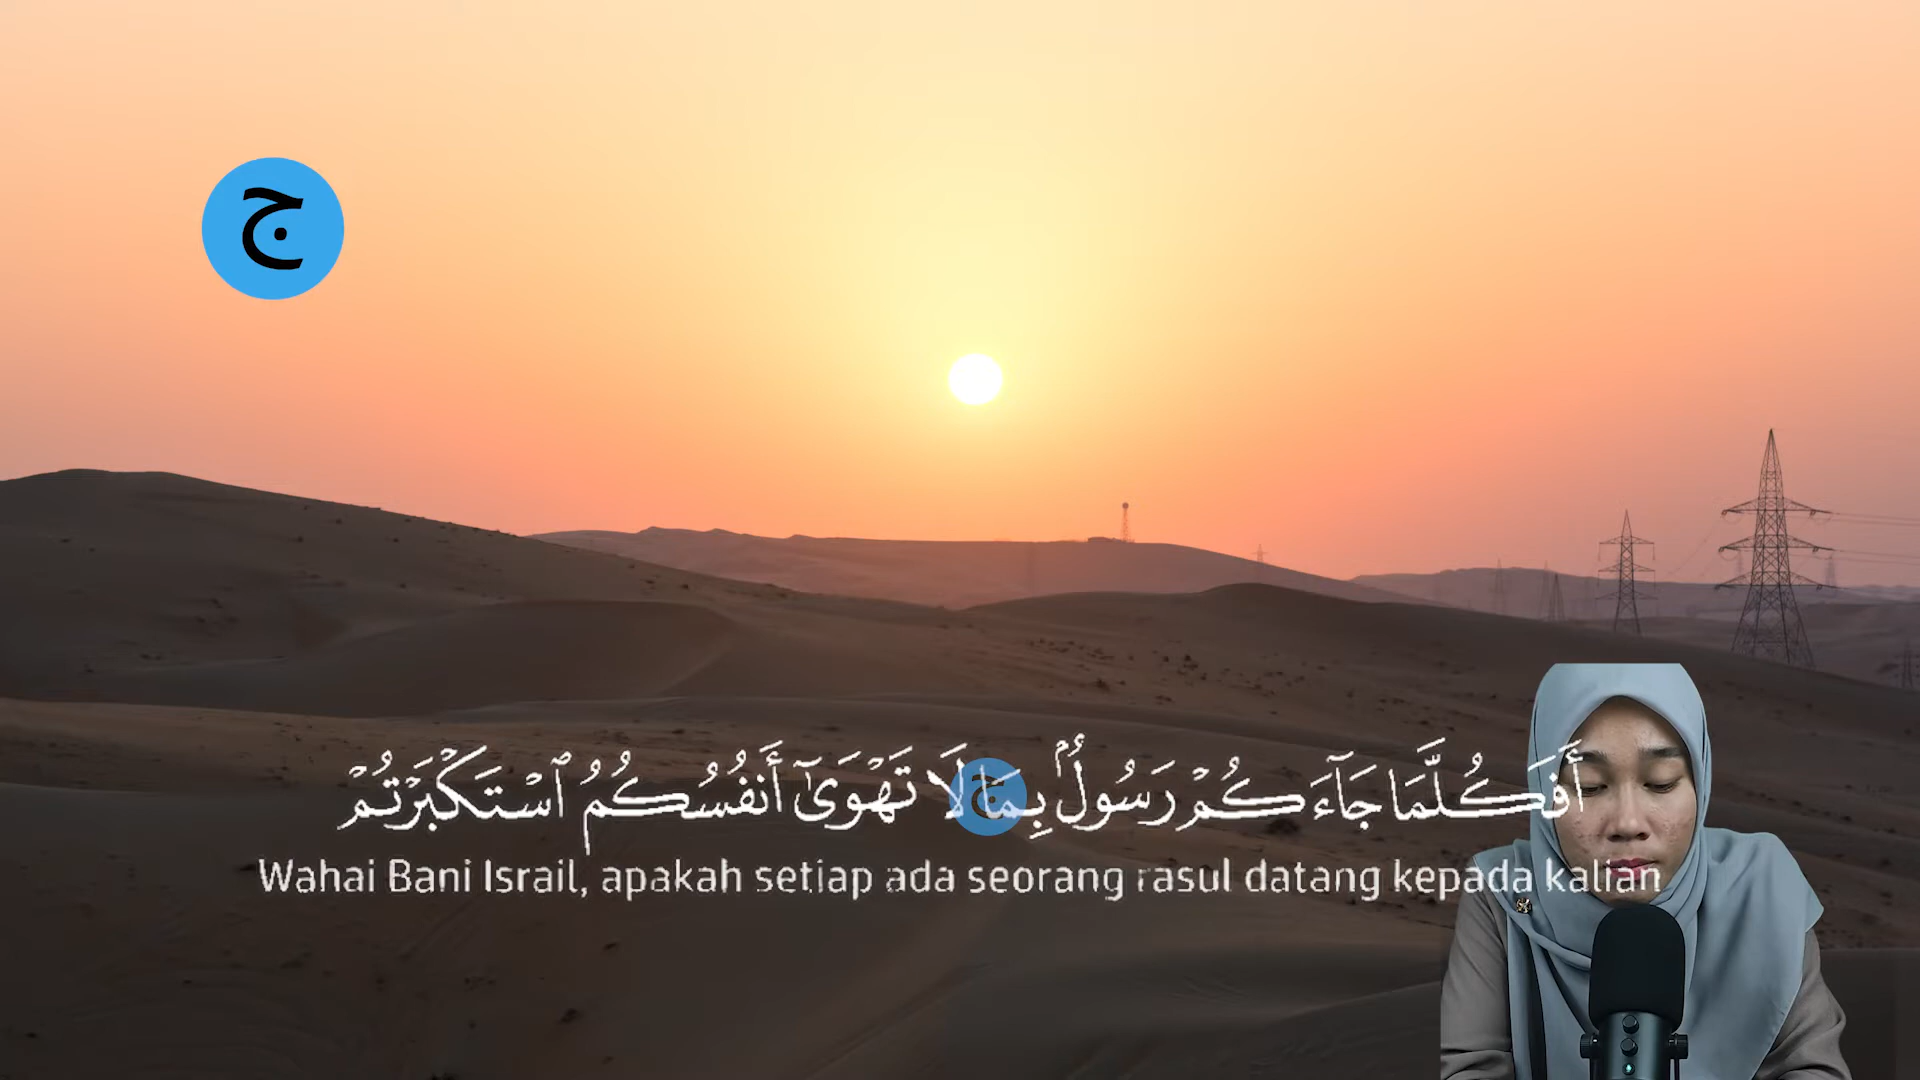 ج
أَفَكُلَّمَا جَآءَكُمْ رَسُولٌۢ بِمَا لَا تَهْوَىٰٓ أَنفُسُكُمُ ٱسْتَكْبَرْتُمْ
Wahai Bani Israil, apakah setiap ada seorang rasul datang kepada kalian